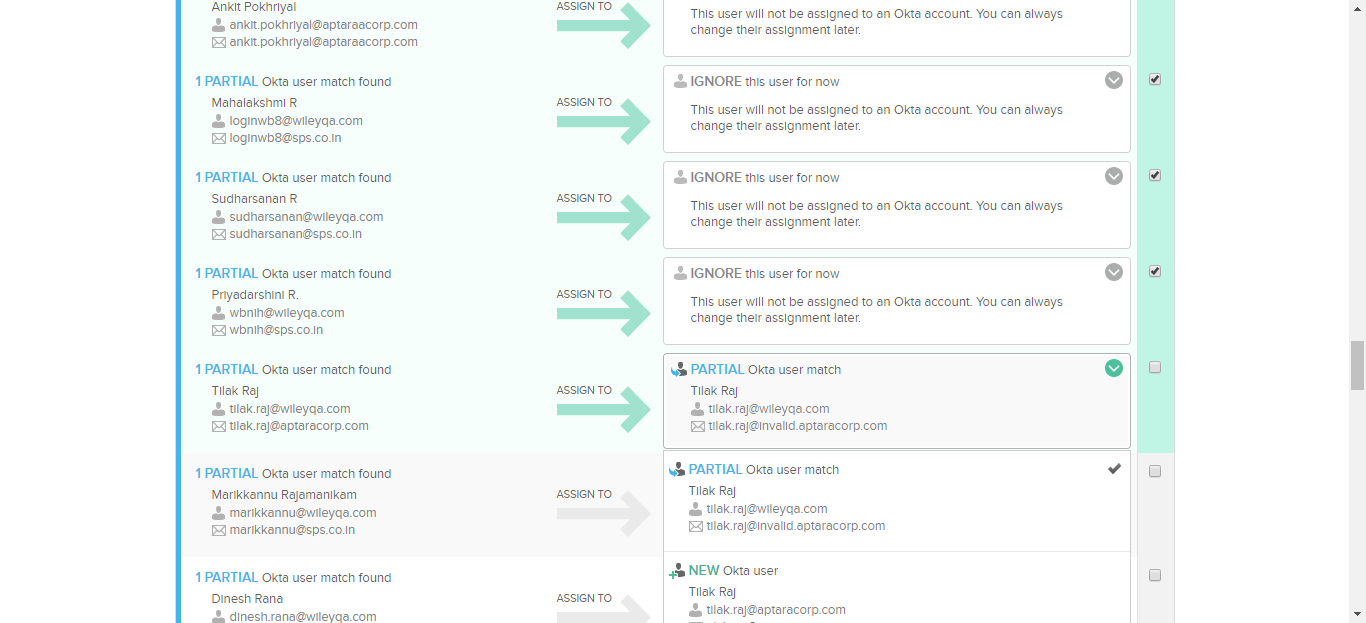 Ankit Pokhriyal
ankit.pokhriyal@aptaraacorp.com
ankit.pokhriyal@aptaraacorp.com
ASSIGN TO
This user will not be assigned to an Okta account. You can always
change their assignment later.
1 PARTIAL Okta user match found
Mahalakshmi R
loginwb8@wileyqa.com
loginwb8@sps.co.in
ASSIGN TO
IGNORE this user for now
This user will not be assigned to an Okta account. You can always
change their assignment later.
1 PARTIAL Okta user match found
Sudharsanan R
sudharsanan@wileyqa.com
sudharsanan@sps.co.in
ASSIGN TO
IGNORE this user for now
This user will not be assigned to an Okta account. You can always
change their assignment later.
1 PARTIAL Okta user match found
Priyadarshini R.
wbnih@wileyqa.com
wbnih@sps.co.in
ASSIGN TO
IGNORE this user for now
This user will not be assigned to an Okta account. You can always
change their assignment later.
1 PARTIAL Okta user match found
Tilak Raj
tilak.raj@wileyqa.com
tilak.raj@aptaracorp.com
ASSIGN TO
PARTIAL Okta user match
Tilak Raj
tilak.raj@wileyqa.com
tilak.raj@invalid.aptaracorp.com
1 PARTIAL Okta user match found
Marikkannu Rajamanikam
marikkannu@wileyqa.com
marikkannu@sps.co.in
ASSIGN TO
PARTIAL Okta user match
Tilak Raj
tilak.raj@wileyqa.com
tilak.raj@invalid.aptaracorp.com
1 PARTIAL Okta user match found
Dinesh Rana
dinesh.rana@wileyqa.com
ASSIGN TO
NEW Okta user
Tilak Raj
tilak.raj@aptaracorp.com